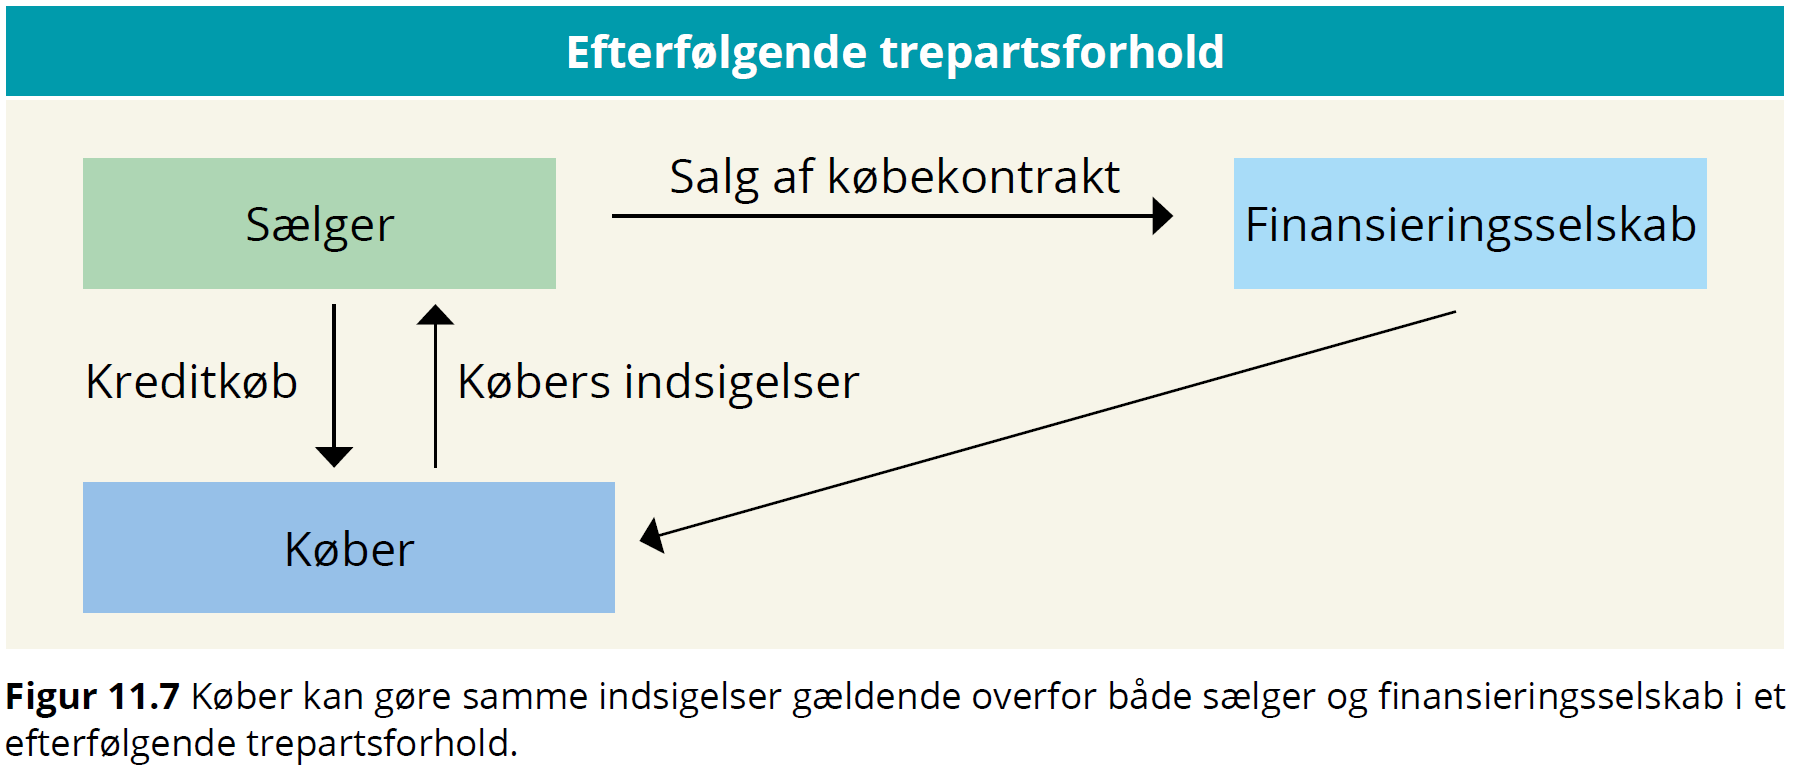 Efterfølgende trepartsforhold
Salg af købekontrakt
Sælger
Finansieringsselskab
Kreditkøb
Købers indsigelser
Køber
Figur 11.7 Køber kan gøre samme indsigelser gældende overfor både sælger og finansieringsselskab i et
efterfølgende trepartsforhold.